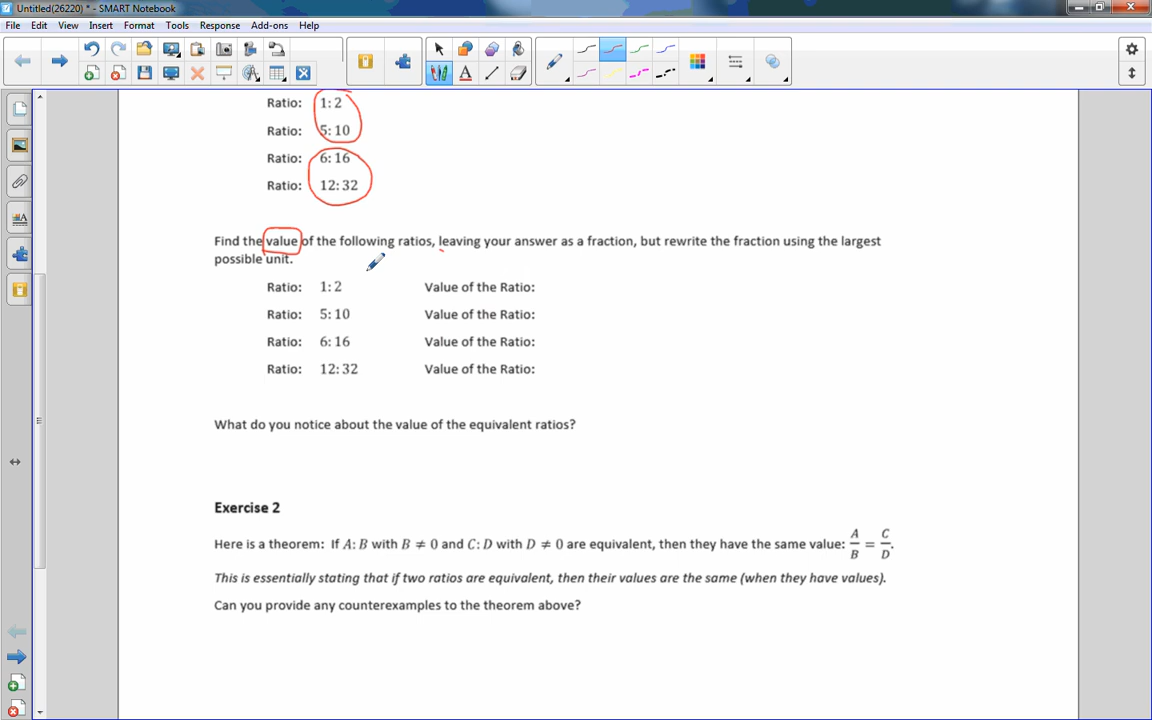 Untitled(26220) * - SMART Notebook
File Edit View Insert Format Tools Response Add-ons Help
Ratio: 1: 2
Ratio: 5: 10
Ratio: 6: 16
Ratio: 12: 32
Find the value of the following ratios, leaving your answer as a fraction, but rewrite the fraction using the largest
possible unit.
Ratio: 1: 2 Value of the Ratio:
Ratio: 5: 10 Value of the Ratio:
Ratio: 6: 16 Value of the Ratio:
Ratio: 12: 32 Value of the Ratio:
What do you notice about the value of the equivalent ratios?
Exercise 2
Here is a theorem: If A: B with B ≠ 0 and C: D with D ≠ 0 are equivalent, then they have the same value: A/B = C/D.
This is essentially stating that if two ratios are equivalent, then their values are the same (when they have values).
Can you provide any counterexamples to the theorem above?